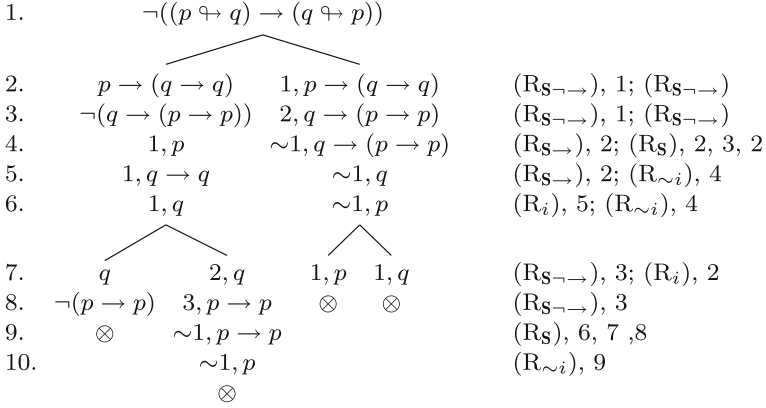 1. ¬((p ↬ q) → (q ↬ p))
2. p → (q → q) 1, p → (q → q) (R_S¬→), 1; (R_S¬→)
3. ¬(q → (p → p)) 2, q → (p → p) (R_S¬→), 1; (R_S¬→)
4. 1, p ∼1, q → (p → p) (R_S→), 2; (R_S), 2, 3, 2
5. 1, q → q ∼1, q (R_S→), 2; (R_∼i), 4
6. 1, q ∼1, p (R_i), 5; (R_∼i), 4
7. q 2, q 1, p 1, q (R_S¬→), 3; (R_i), 2
8. ¬(p → p) 3, p → p ⊗ ⊗ (R_S¬→), 3
9. ⊗ ∼1, p → p (R_S), 6, 7 ,8
10. ∼1, p (R_∼i), 9
⊗